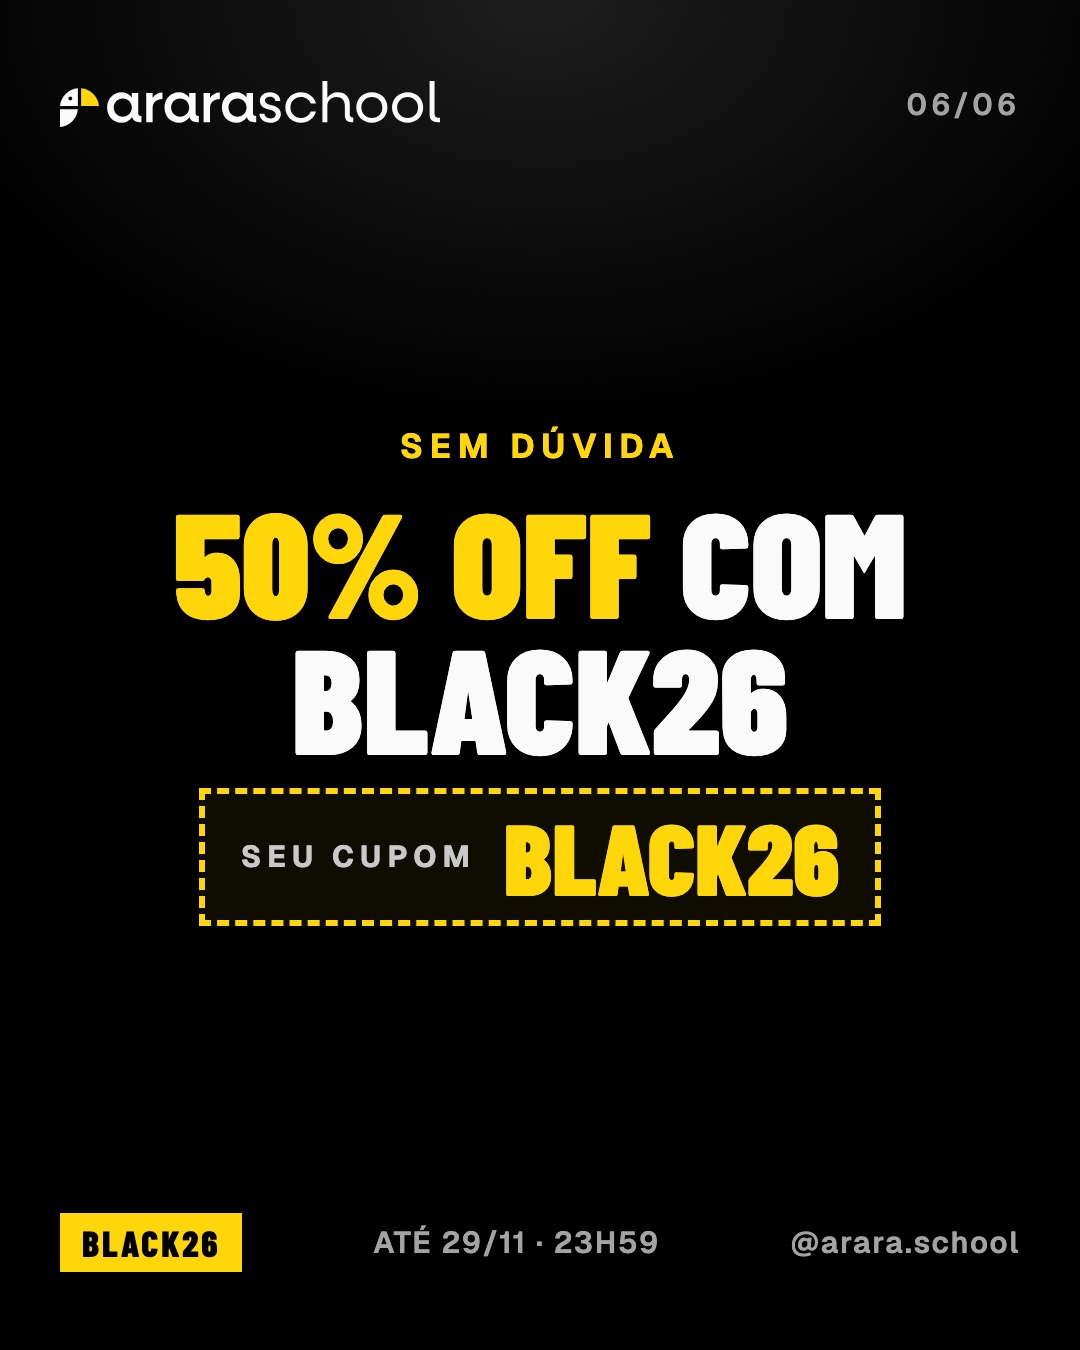 araraschool
06/06
SEM DÚVIDA
50% OFF COM
BLACK26
SEU CUPOM BLACK26
BLACK26
ATÉ 29/11 · 23H59
@arara.school